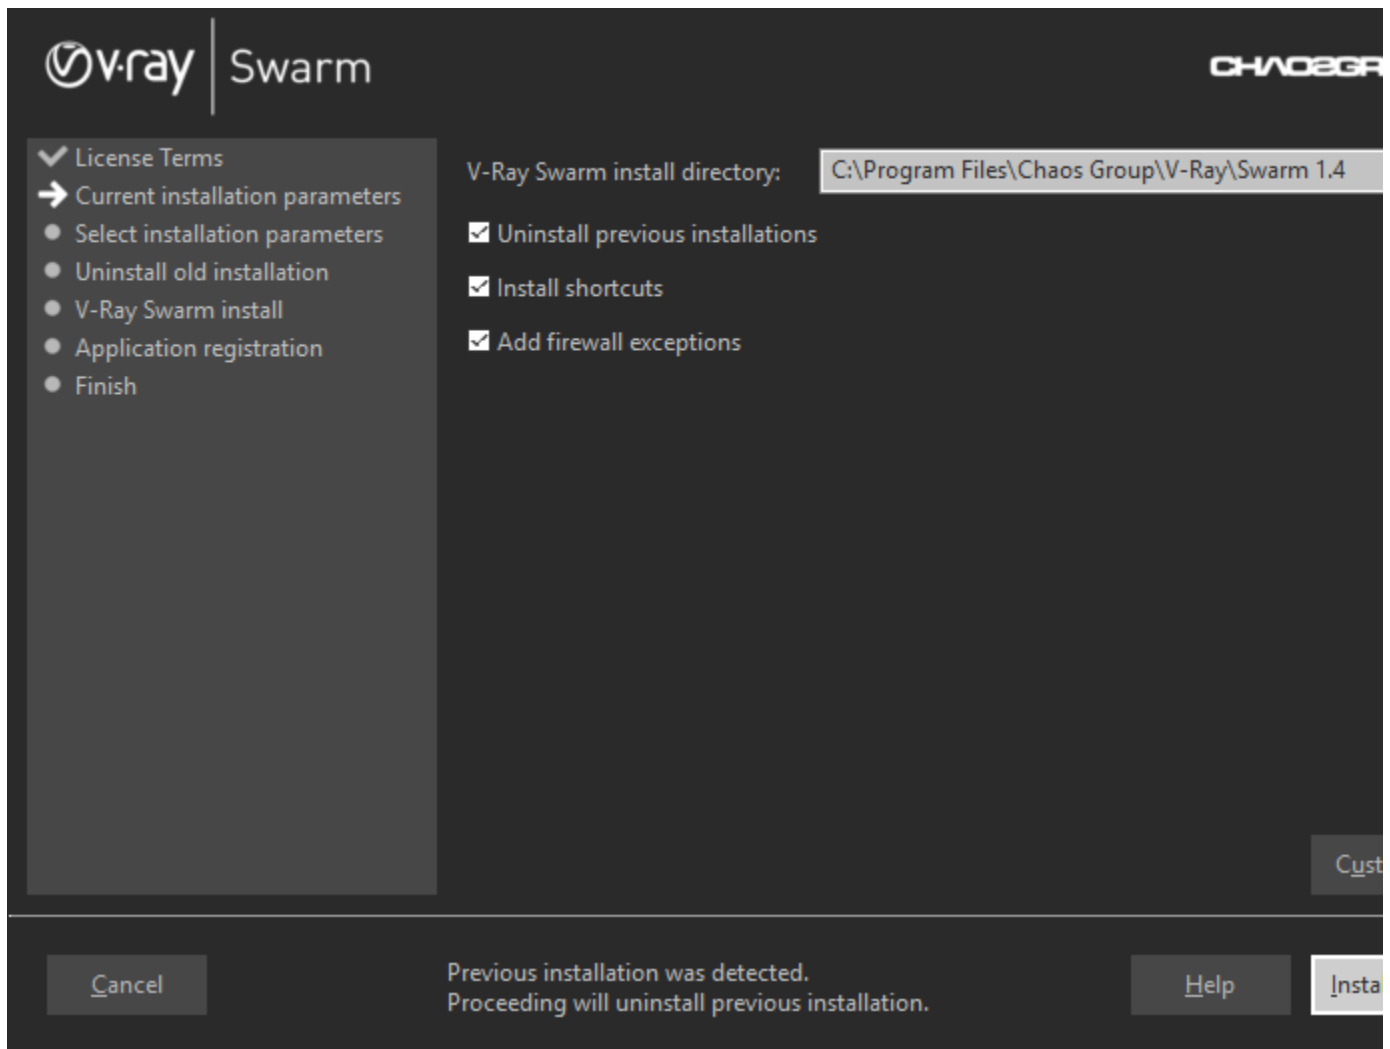 v·ray Swarm
License Terms
Current installation parameters
Select installation parameters
Uninstall old installation
V-Ray Swarm install
Application registration
Finish
V-Ray Swarm install directory: C:\Program Files\Chaos Group\V-Ray\Swarm 1.4
Uninstall previous installations
Install shortcuts
Add firewall exceptions
Cancel
Previous installation was detected.
Proceeding will uninstall previous installation.
Help